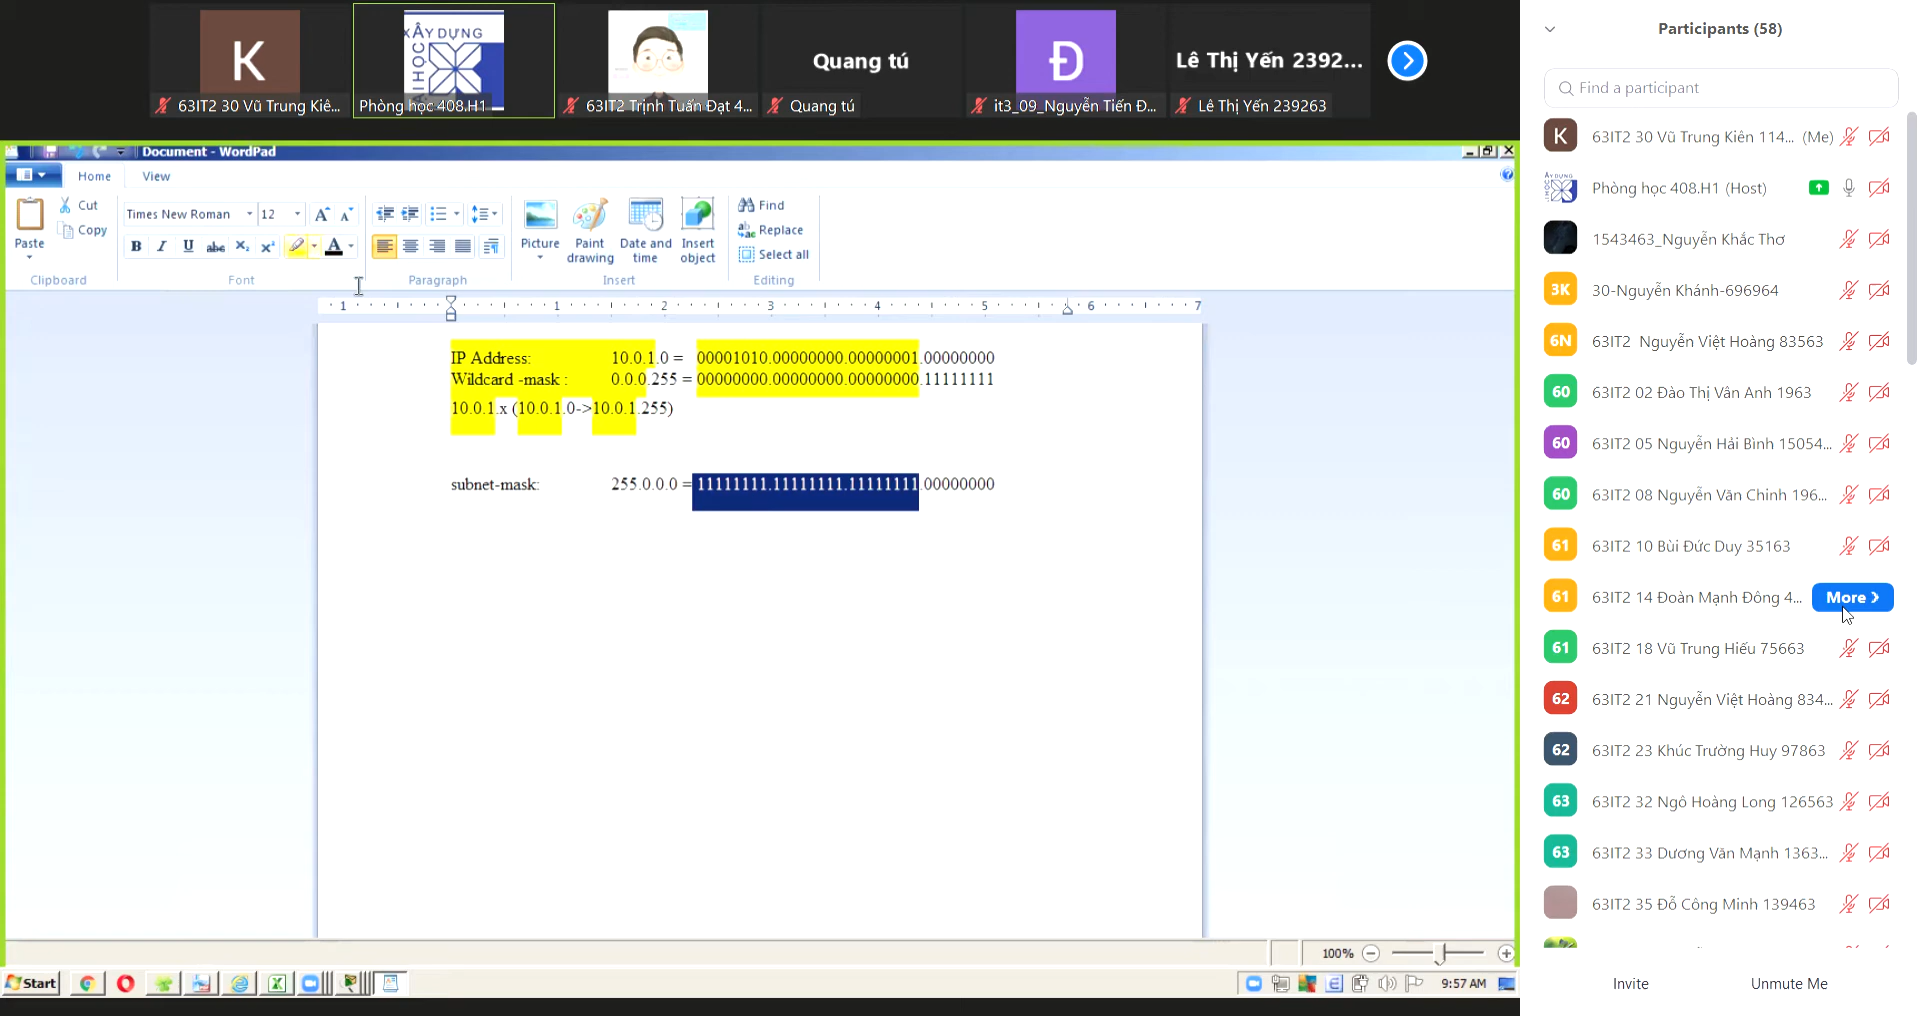 K
XÂY DỰNG
Quang tú
Đ
Lê Thị Yến 2392...
63IT2 30 Vũ Trung Kiê...
Phòng học 408.H1
63IT2 Trịnh Tuấn Đạt 4...
Quang tú
it3_09_Nguyễn Tiến Đ...
Lê Thị Yến 239263
Document - WordPad
Home
View
Paste
Cut
Copy
Clipboard
Times New Roman
12
Font
Paragraph
Picture
Paint drawing
Date and time
Insert object
Insert
Find
Replace
Select all
Editing
1 1 2 3 4 5 6 7
IP Address: 10.0.1.0 = 00001010.00000000.00000001.00000000
Wildcard -mask : 0.0.0.255 = 00000000.00000000.00000000.11111111
10.0.1.x (10.0.1.0->10.0.1.255)
subnet-mask: 255.0.0.0 = 11111111.11111111.11111111.00000000
100%
Start
9:57 AM
Participants (58)
Find a participant
K 63IT2 30 Vũ Trung Kiên 114... (Me)
Phòng học 408.H1 (Host)
1543463_Nguyễn Khắc Thơ
3K 30-Nguyễn Khánh-696964
6N 63IT2 Nguyễn Việt Hoàng 83563
60 63IT2 02 Đào Thị Vân Anh 1963
60 63IT2 05 Nguyễn Hải Bình 15054...
60 63IT2 08 Nguyễn Văn Chinh 196...
61 63IT2 10 Bùi Đức Duy 35163
61 63IT2 14 Đoàn Mạnh Đông 4... More
61 63IT2 18 Vũ Trung Hiếu 75663
62 63IT2 21 Nguyễn Việt Hoàng 834...
62 63IT2 23 Khúc Trường Huy 97863
63 63IT2 32 Ngô Hoàng Long 126563
63 63IT2 33 Dương Văn Mạnh 1363...
63IT2 35 Đỗ Công Minh 139463
Invite
Unmute Me